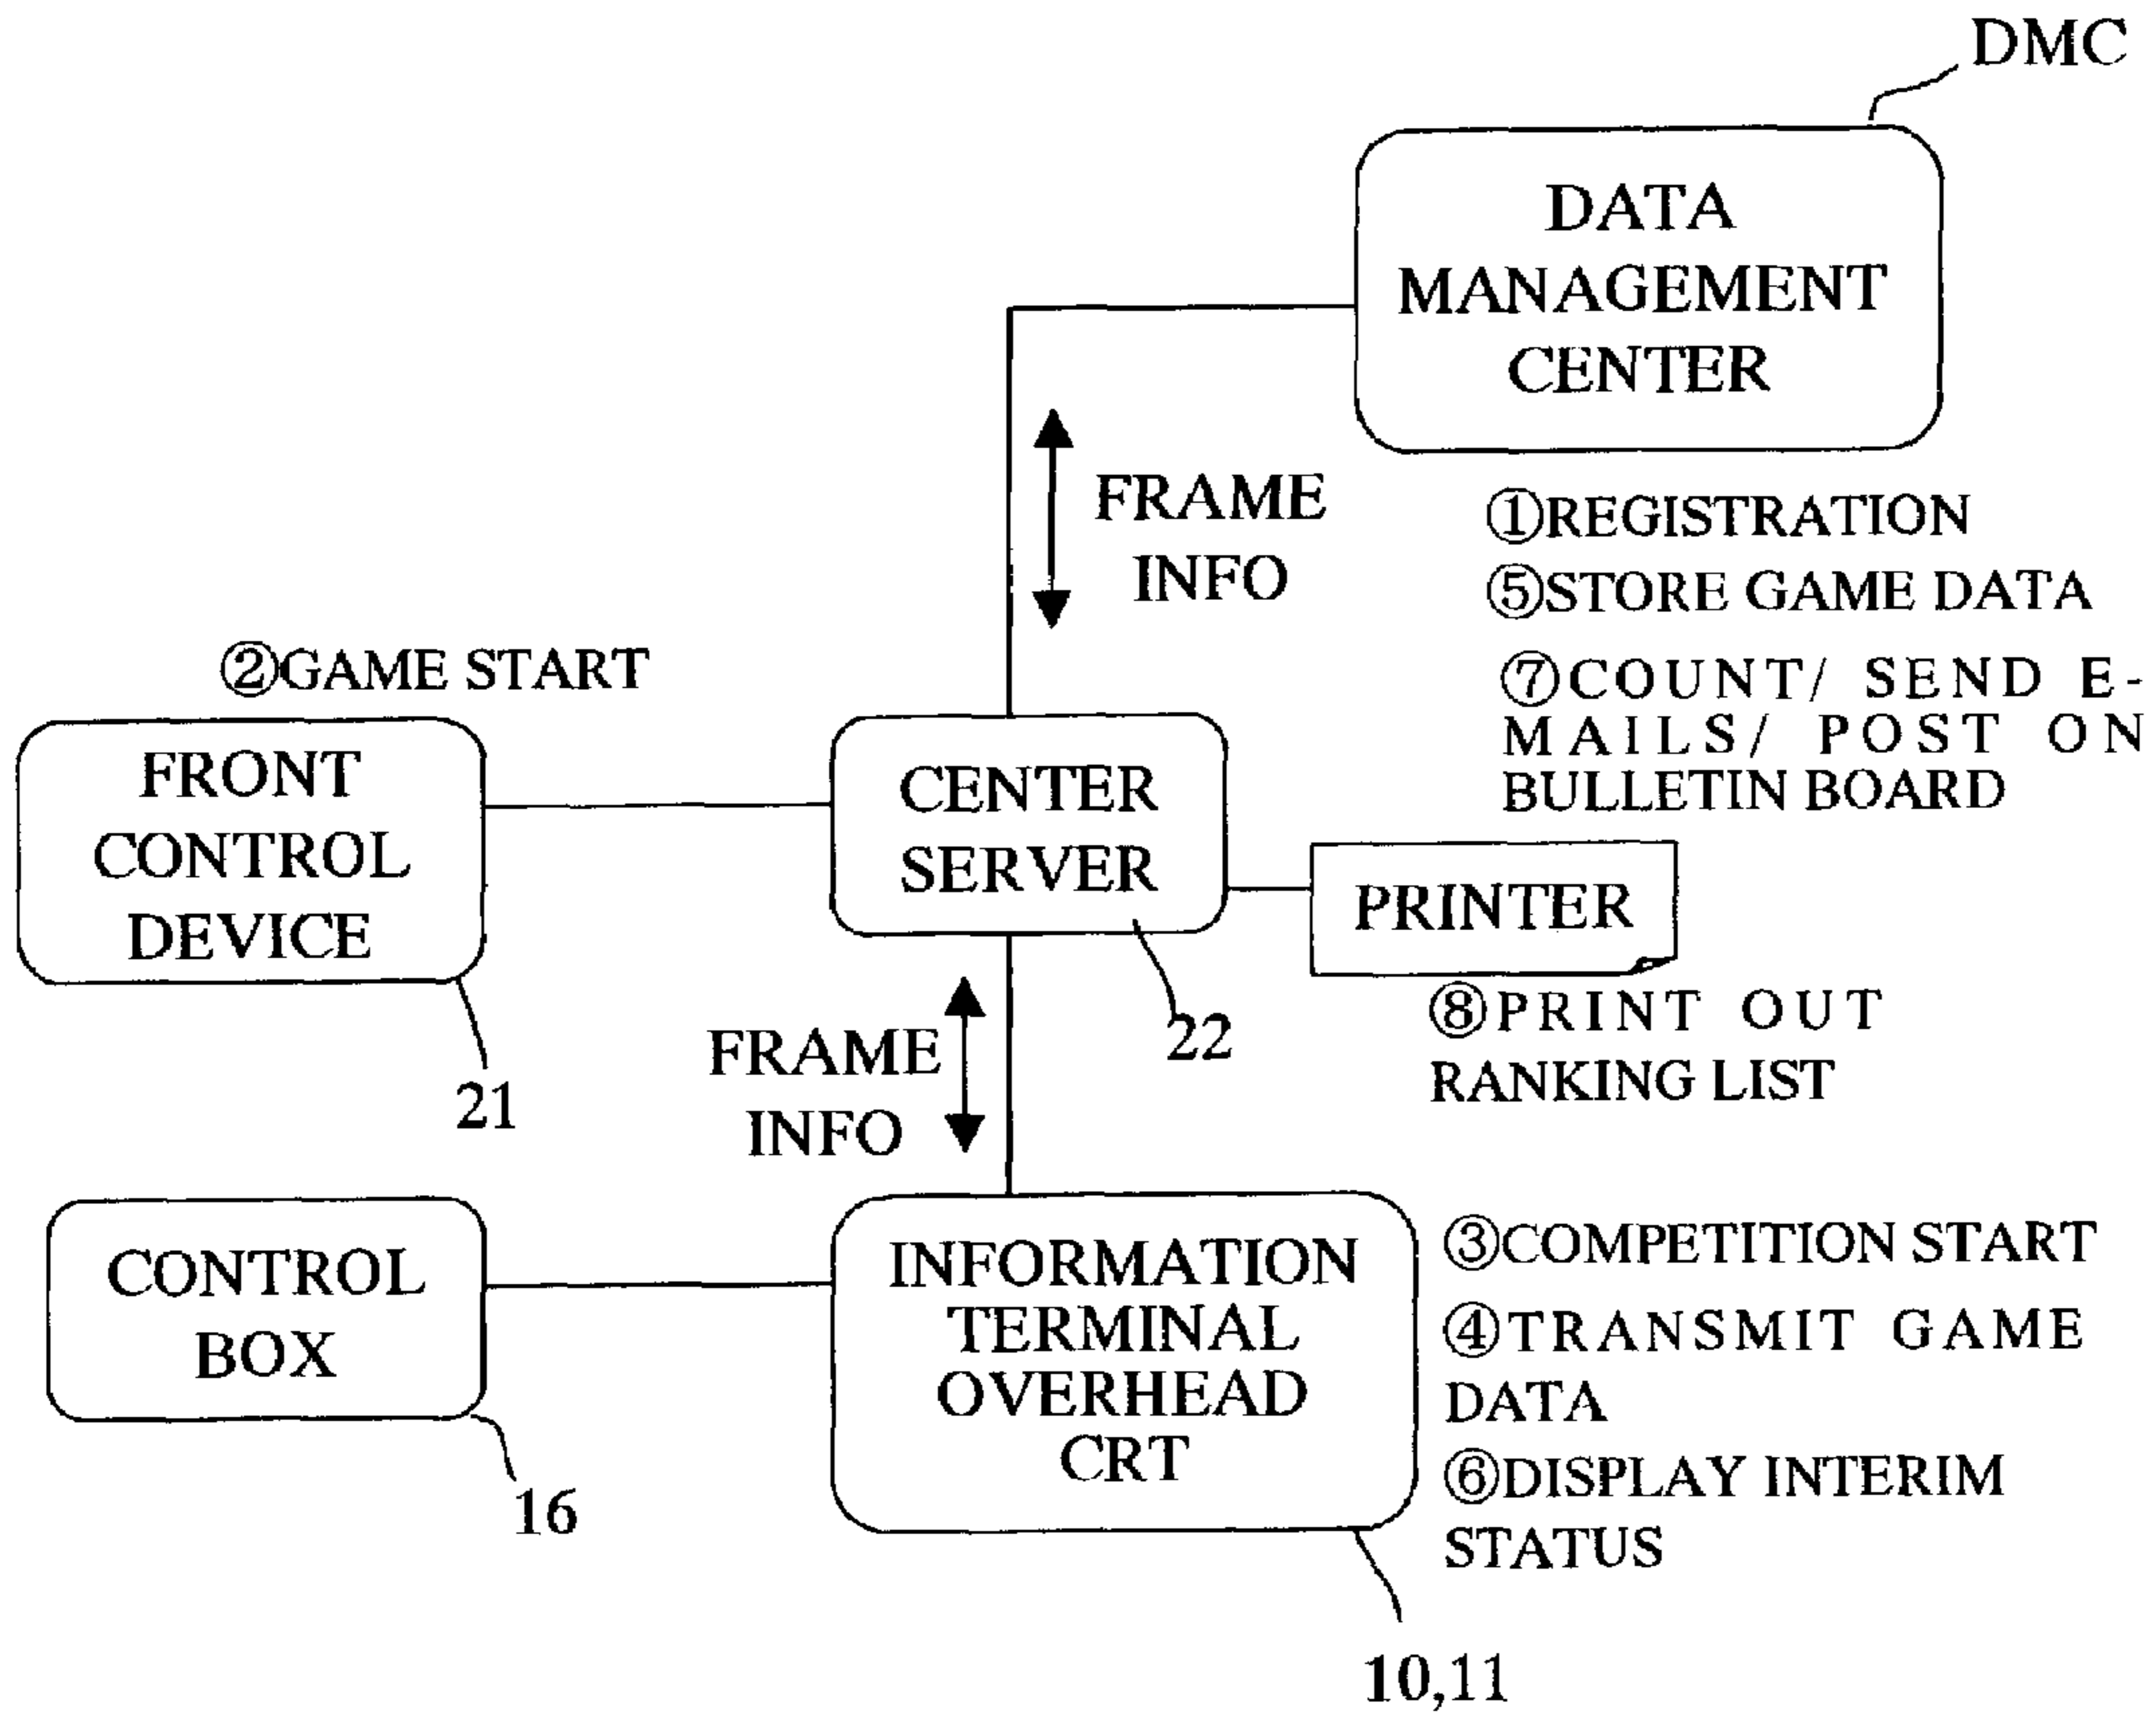 DMC
DATA
MANAGEMENT
CENTER
FRAME
INFO
①REGISTRATION
⑤STORE GAME DATA
⑦COUNT/ SEND E-
MAILS/ POST ON
BULLETIN BOARD
②GAME START
FRONT
CONTROL
DEVICE
21
CENTER
SERVER
22
PRINTER
⑧PRINT OUT
RANKING LIST
FRAME
INFO
CONTROL
BOX
16
INFORMATION
TERMINAL
OVERHEAD
CRT
10,11
③COMPETITION START
④TRANSMIT GAME
DATA
⑥DISPLAY INTERIM
STATUS